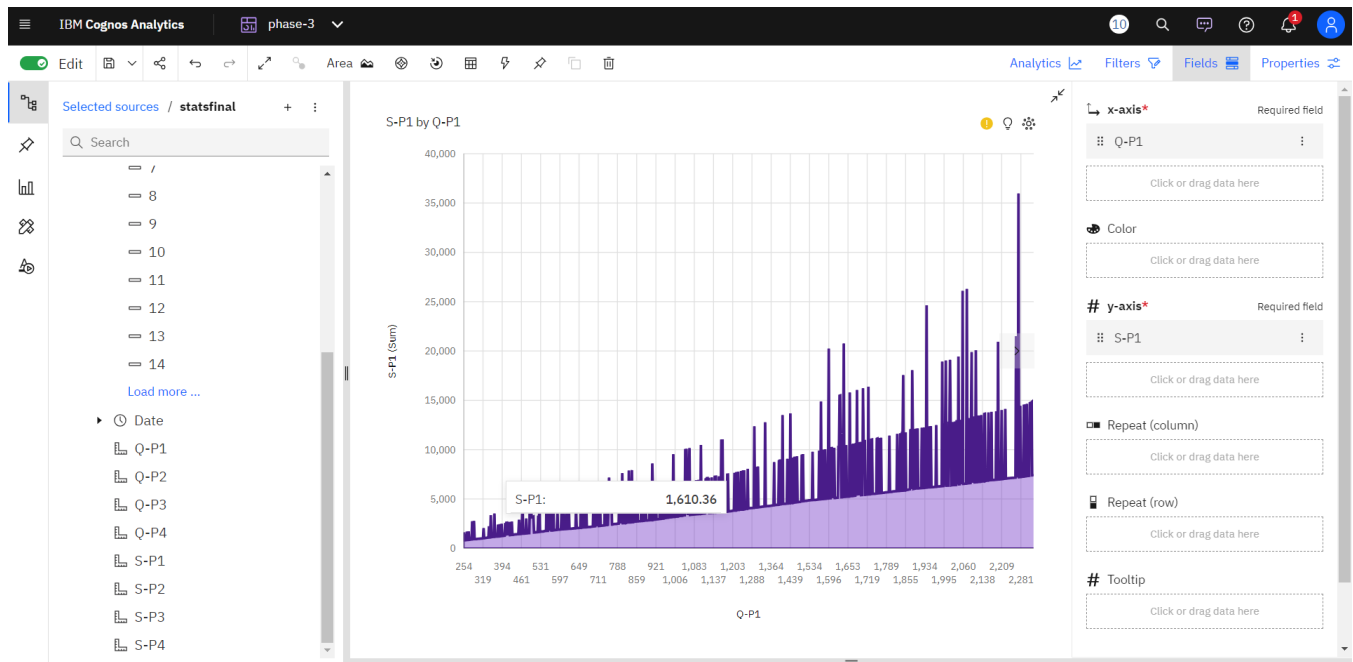 IBM Cognos Analytics
phase-3
10
1
Edit
Area
Analytics
Filters
Fields
Properties
Selected sources / statsfinal
Search
7
8
9
10
11
12
13
14
Load more ...
Date
Q-P1
Q-P2
Q-P3
Q-P4
S-P1
S-P2
S-P3
S-P4
S-P1 by Q-P1
40,000
35,000
30,000
25,000
20,000
15,000
10,000
5,000
0
S-P1 (Sum)
S-P1: 1,610.36
254 394 531 649 788 921 1,083 1,203 1,364 1,534 1,653 1,789 1,934 2,060 2,209
319 461 597 711 859 1,006 1,137 1,288 1,439 1,596 1,719 1,855 1,995 2,138 2,281
Q-P1
x-axis* Required field
Q-P1
Click or drag data here
Color
Click or drag data here
y-axis* Required field
S-P1
Click or drag data here
Repeat (column)
Click or drag data here
Repeat (row)
Click or drag data here
Tooltip
Click or drag data here